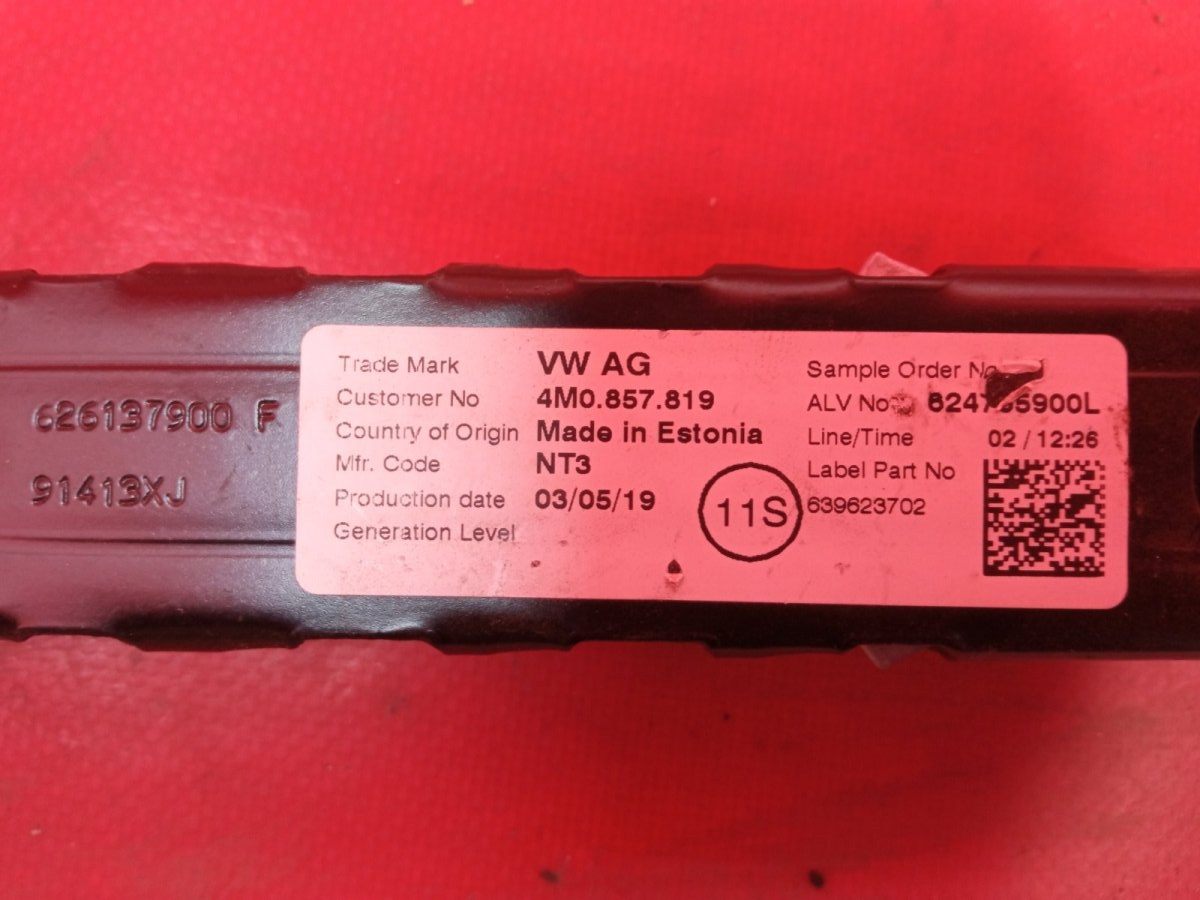 626137900 F
91413XJ
Trade Mark VW AG
Customer No 4M0.857.819
Country of Origin Made in Estonia
Mfr. Code NT3
Production date 03/05/19
Generation Level
11S
Sample Order No
ALV No
Line/Time 02 / 12:26
Label Part No
639623702